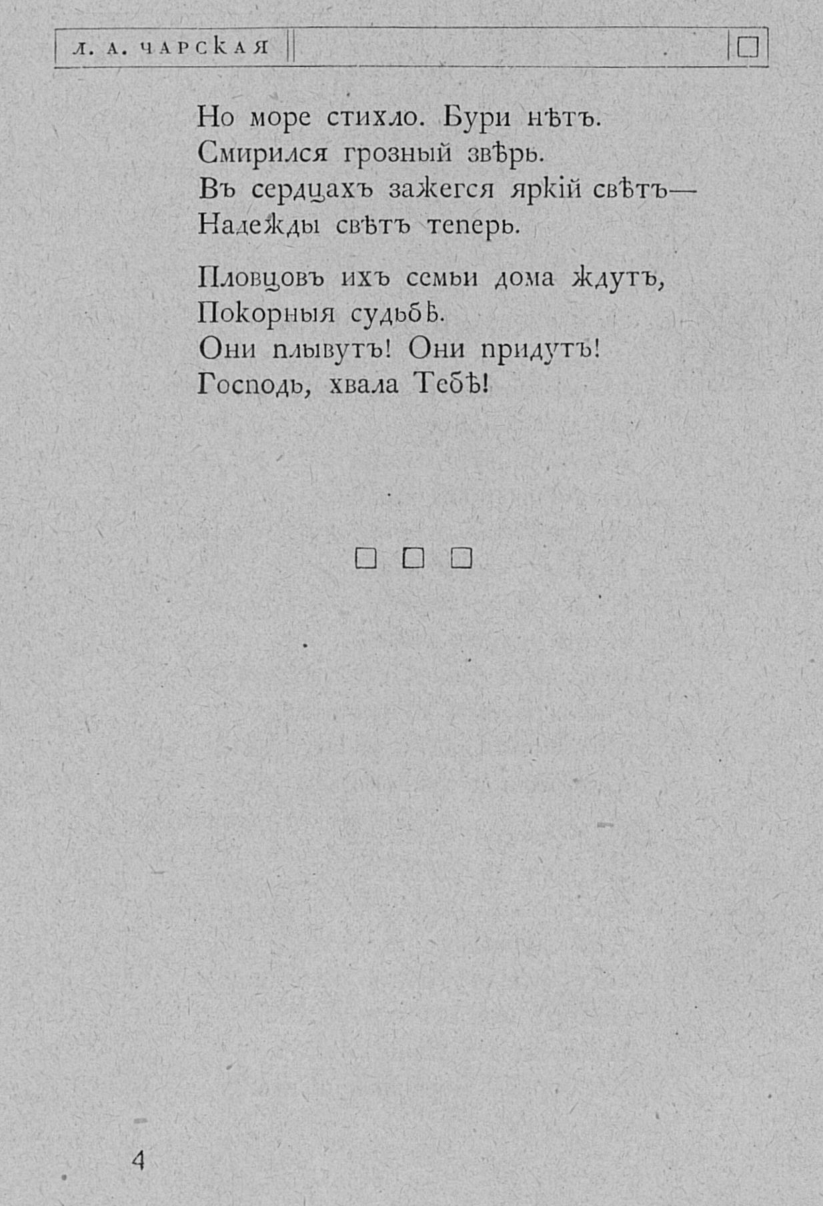 Л. А. ЧАРСКАЯ
Но море стихло. Бури нѣтъ.
Смирился грозный звѣрь.
Въ сердцахъ зажегся яркій свѣтъ—
Надежды свѣтъ теперь.
Пловцовъ ихъ семьи дома ждутъ,
Покорныя судьбѣ.
Они плывутъ! Они придутъ!
Господь, хвала Тебѣ!
4